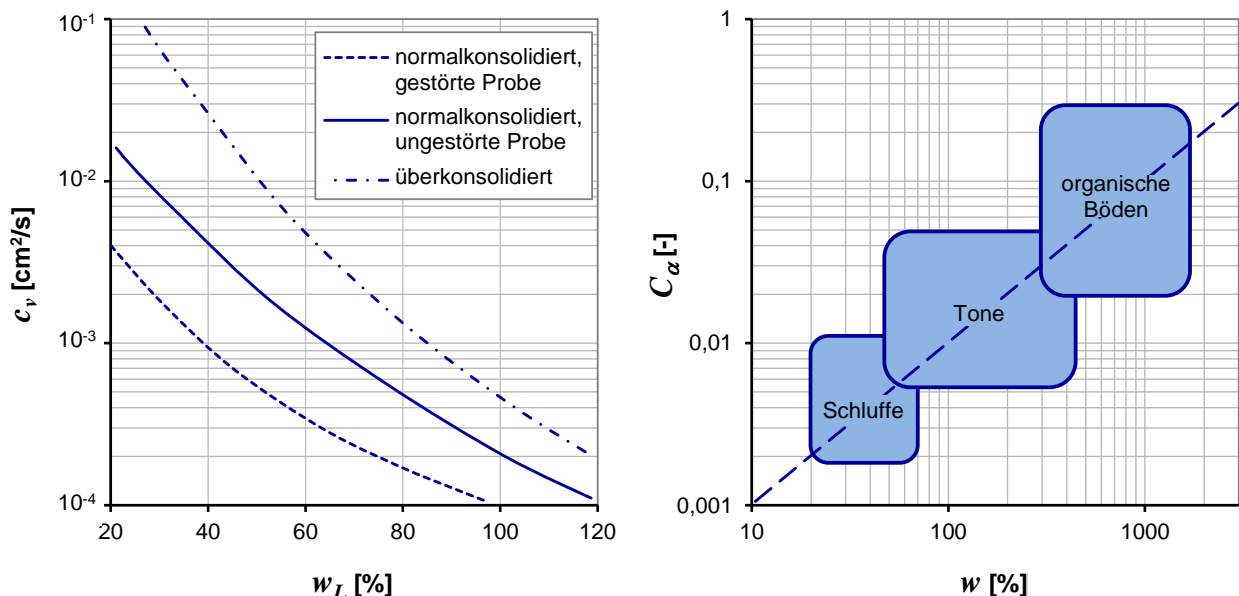 10⁻¹
10⁻²
10⁻³
10⁻⁴
c_v [cm²/s]
20
40
60
80
100
120
w_L [%]
normalkonsolidiert,
gestörte Probe
normalkonsolidiert,
ungestörte Probe
überkonsolidiert
1
0,1
0,01
0,001
C_α [-]
10
100
1000
w [%]
organische
Böden
Tone
Schluffe